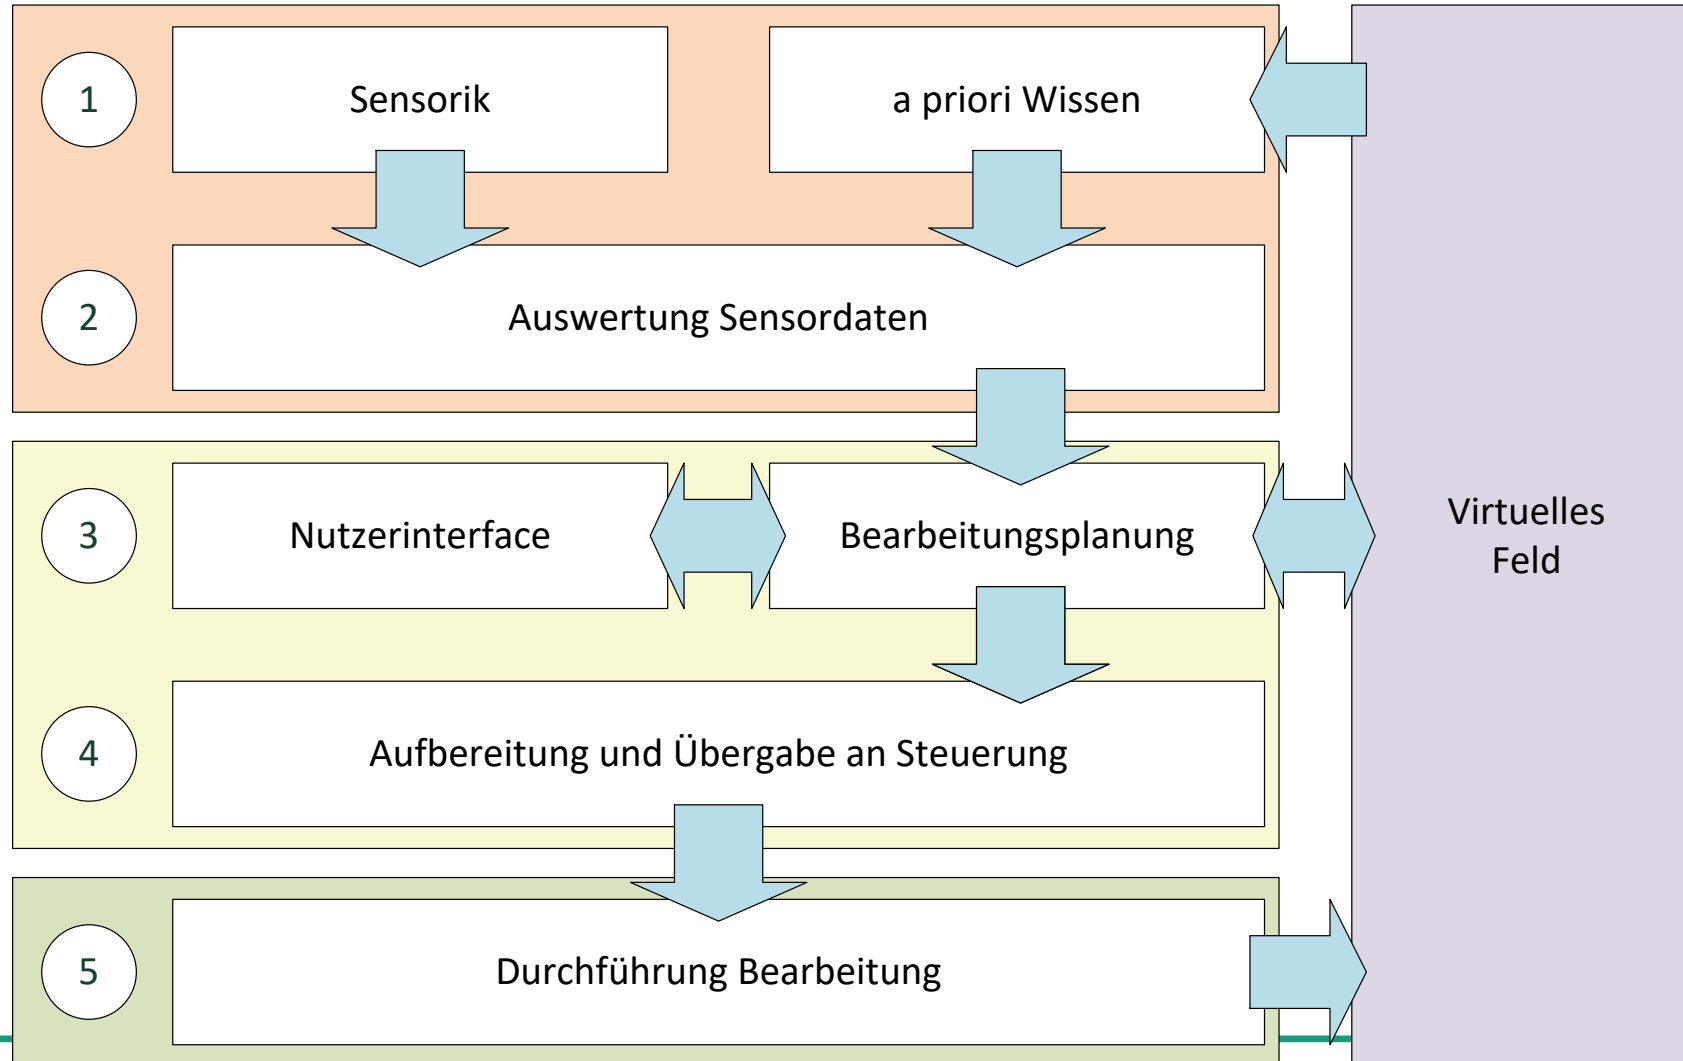 1
Sensorik
a priori Wissen
2
Auswertung Sensordaten
3
Nutzerinterface
Bearbeitungsplanung
Virtuelles
Feld
4
Aufbereitung und Übergabe an Steuerung
5
Durchführung Bearbeitung